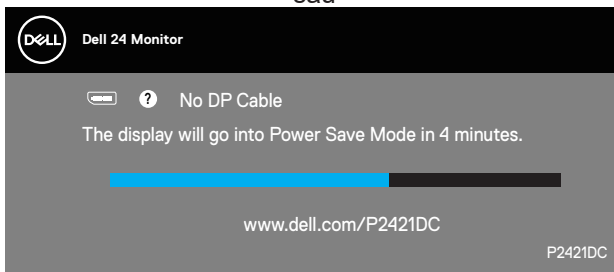 sau
DELL
Dell 24 Monitor
? No DP Cable
The display will go into Power Save Mode in 4 minutes.
www.dell.com/P2421DC
P2421DC